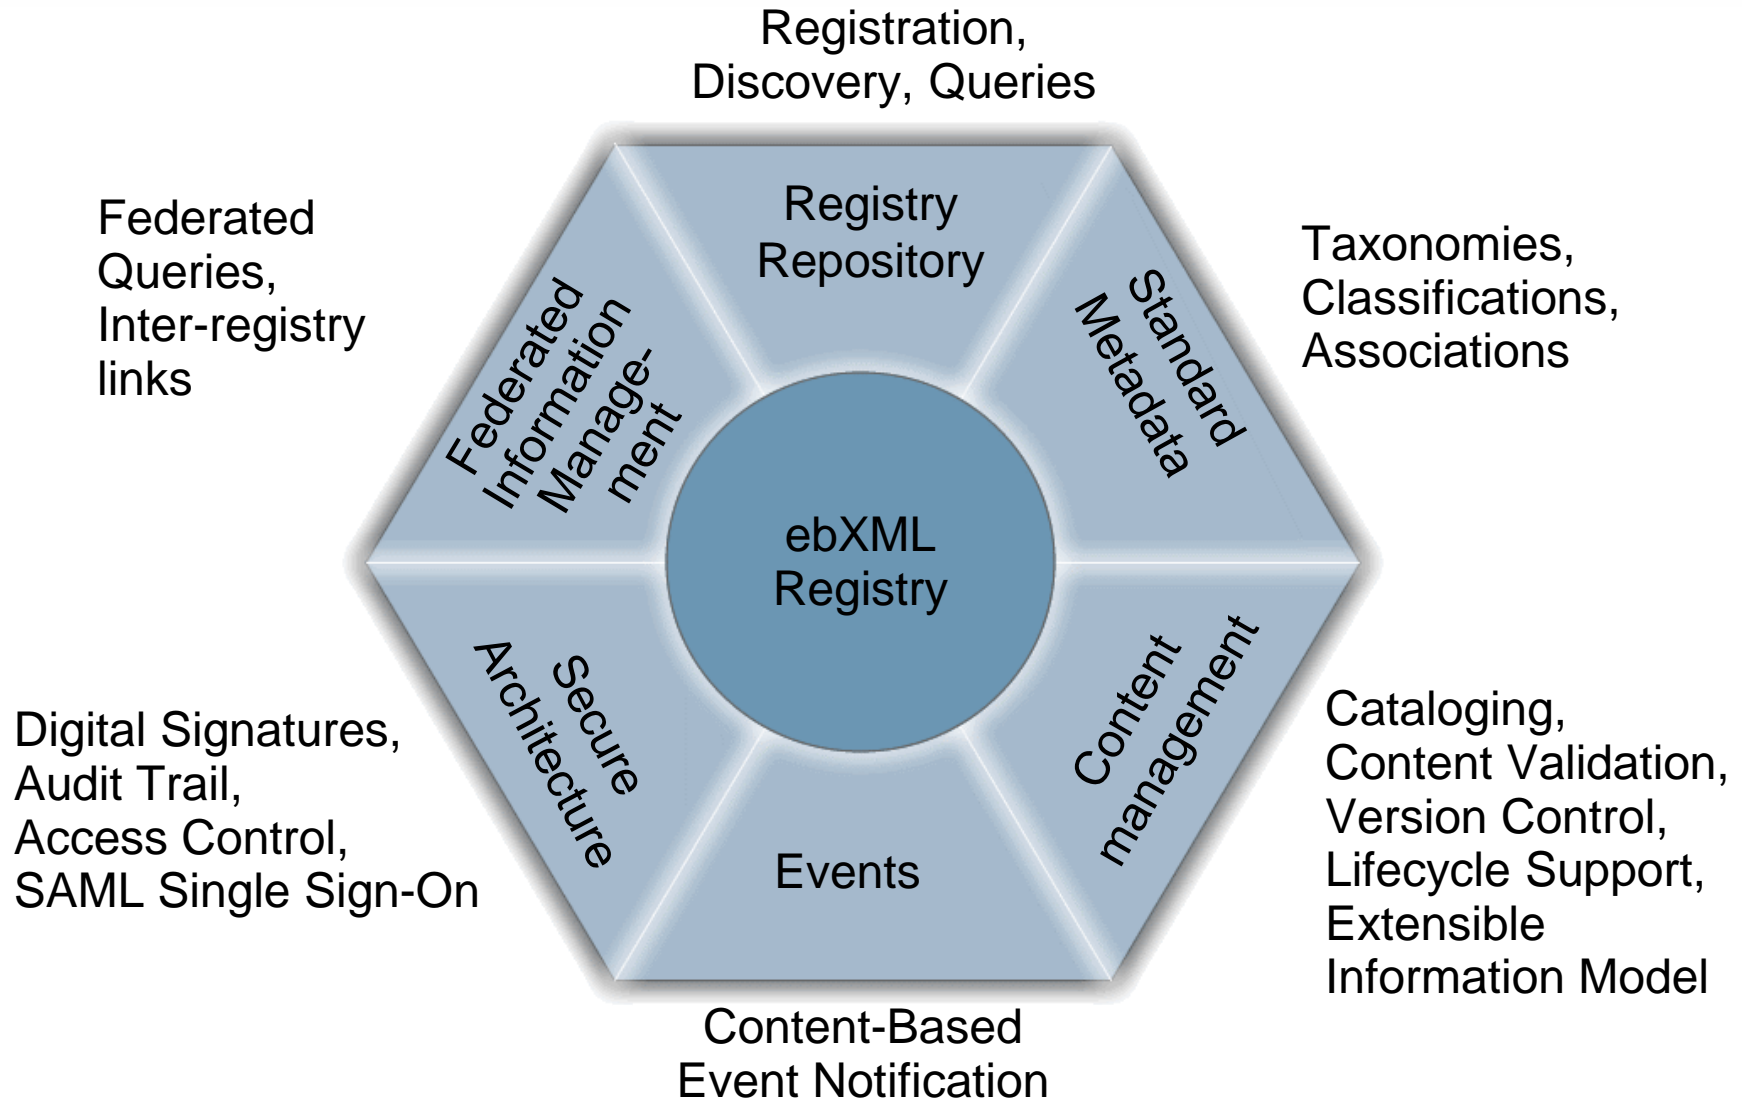 Registration,
Discovery, Queries
Registry
Repository
Federated
Queries,
Inter-registry
links
Federated
Information
Manage-
ment
Standard
Metadata
Taxonomies,
Classifications,
Associations
ebXML
Registry
Secure
Architecture
Digital Signatures,
Audit Trail,
Access Control,
SAML Single Sign-On
Content
management
Cataloging,
Content Validation,
Version Control,
Lifecycle Support,
Extensible
Information Model
Events
Content-Based
Event Notification